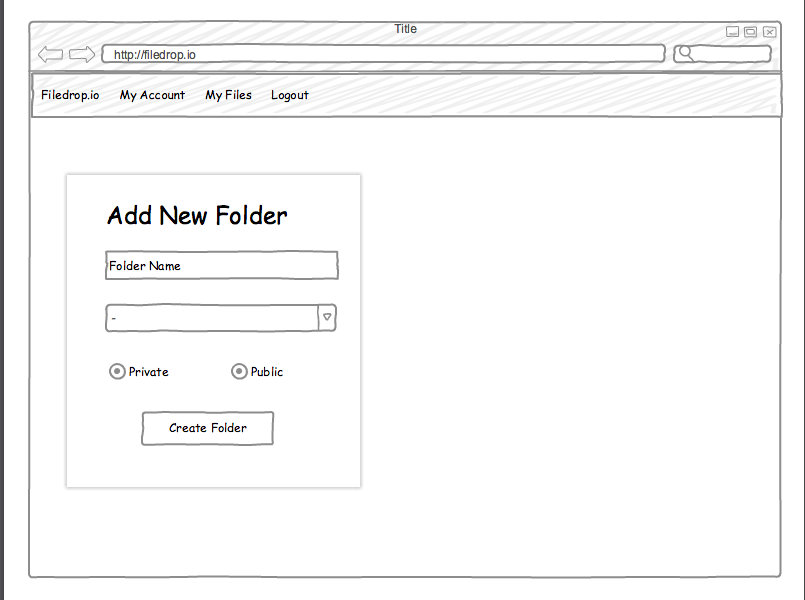 Title
http://filedrop.io
Filedrop.io My Account My Files Logout
Add New Folder
Folder Name
-
Private Public
Create Folder